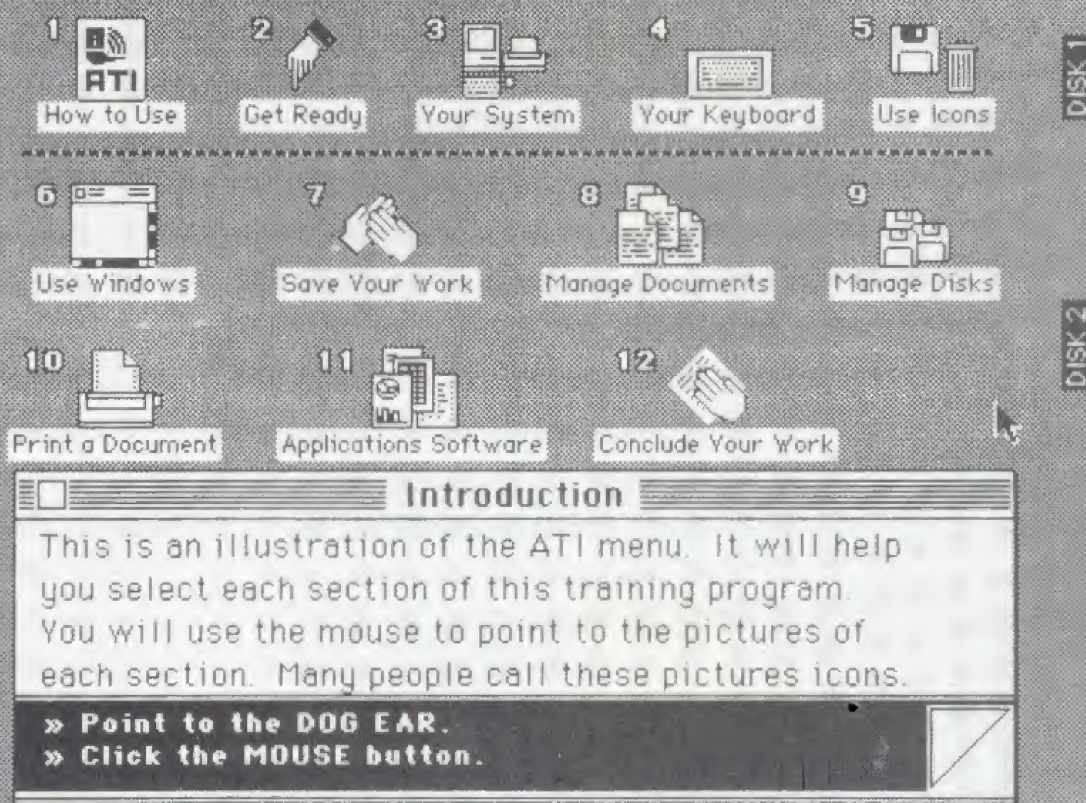 1 2 3 4 5
ATI
How to Use Get Ready Your System Your Keyboard Use Icons
DISK 1
6 7 8 9
Use Windows Save Your Work Manage Documents Manage Disks
DISK 2
10 11 12
Print a Document Applications Software Conclude Your Work
Introduction
This is an illustration of the ATI menu. It will help
you select each section of this training program.
You will use the mouse to point to the pictures of
each section. Many people call these pictures icons.
» Point to the DOG EAR.
» Click the MOUSE button.